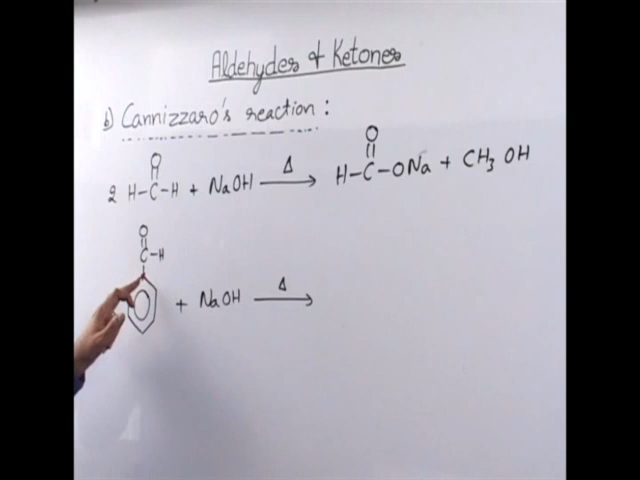 Aldehydes & Ketones
b) Cannizzaro's reaction :
O O
2 H-C-H + NaOH Δ → H-C-ONa + CH3 OH
O
C-H
+ NaOH Δ →